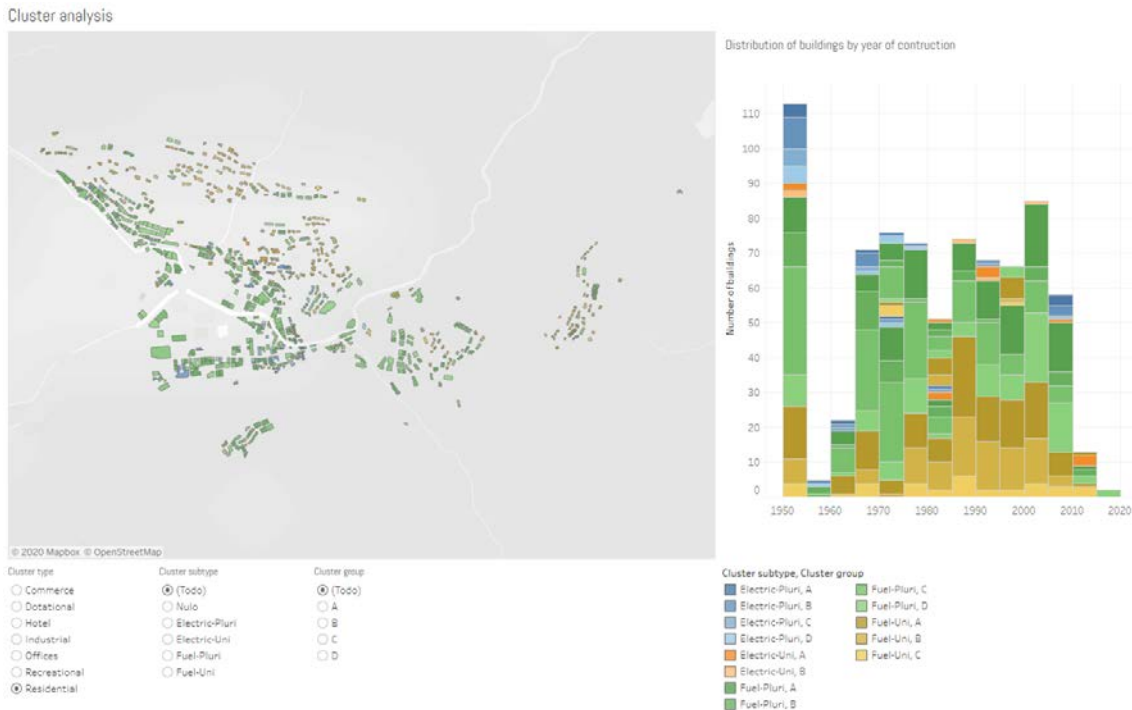 Cluster analysis
Distribution of buildings by year of contruction
Number of buildings
110
100
90
80
70
60
50
40
30
20
10
0
1950 1960 1970 1980 1990 2000 2010 2020
© 2020 Mapbox © OpenStreetMap
Cluster type
Commerce
Dotational
Hotel
Industrial
Offices
Recreational
Residential
Cluster subtype
(Todo)
Nulo
Electric-Pluri
Electric-Uni
Fuel-Pluri
Fuel-Uni
Cluster group
(Todo)
A
B
C
D
Cluster subtype, Cluster group
Electric-Pluri, A
Electric-Pluri, B
Electric-Pluri, C
Electric-Pluri, D
Electric-Uni, A
Electric-Uni, B
Fuel-Pluri, A
Fuel-Pluri, B
Fuel-Pluri, C
Fuel-Pluri, D
Fuel-Uni, A
Fuel-Uni, B
Fuel-Uni, C